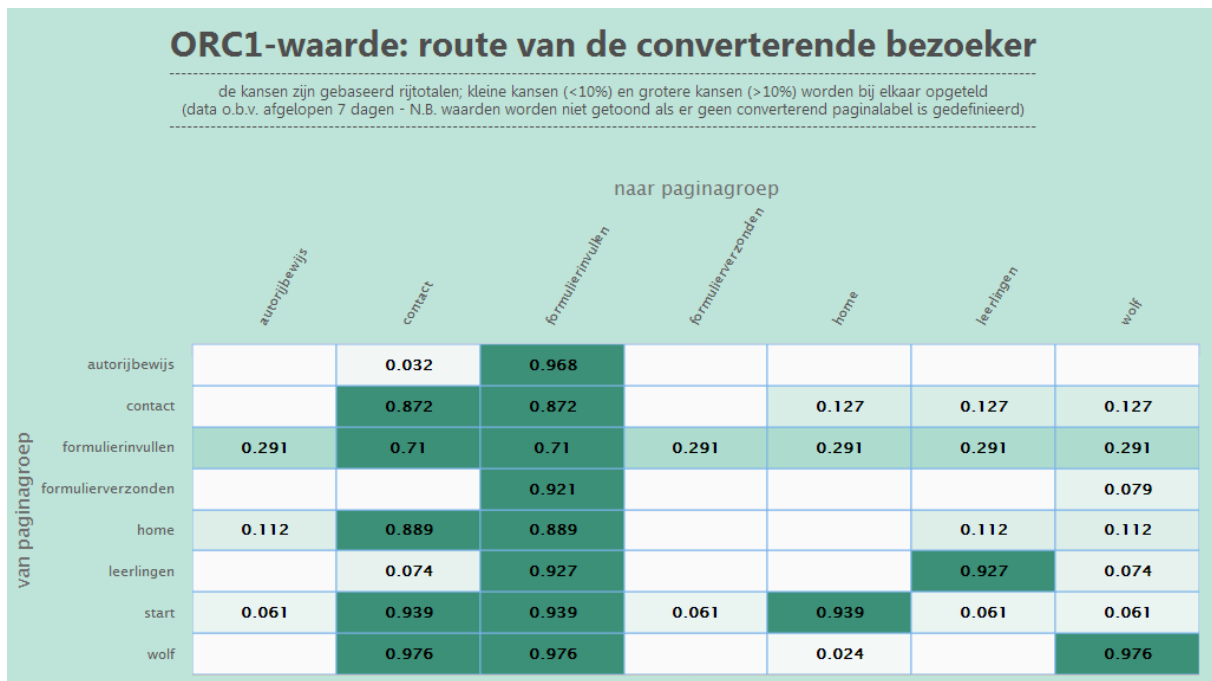 ORC1-waarde: route van de converterende bezoeker
de kansen zijn gebaseerd rijtotalen; kleine kansen (<10%) en grotere kansen (>10%) worden bij elkaar opgeteld
(data o.b.v. afgelopen 7 dagen - N.B. waarden worden niet getoond als er geen converterend paginalabel is gedefinieerd)
naar paginagroep
autorijbewijs contact formulierinvullen formulierverzonden home leerlingen wolf
van paginagroep
autorijbewijs 0.032 0.968
contact 0.872 0.872 0.127 0.127 0.127
formulierinvullen 0.291 0.71 0.71 0.291 0.291 0.291 0.291
formulierverzonden 0.921 0.079
home 0.112 0.889 0.889 0.112 0.112
leerlingen 0.074 0.927 0.927 0.074
start 0.061 0.939 0.939 0.061 0.939 0.061 0.061
wolf 0.976 0.976 0.024 0.976